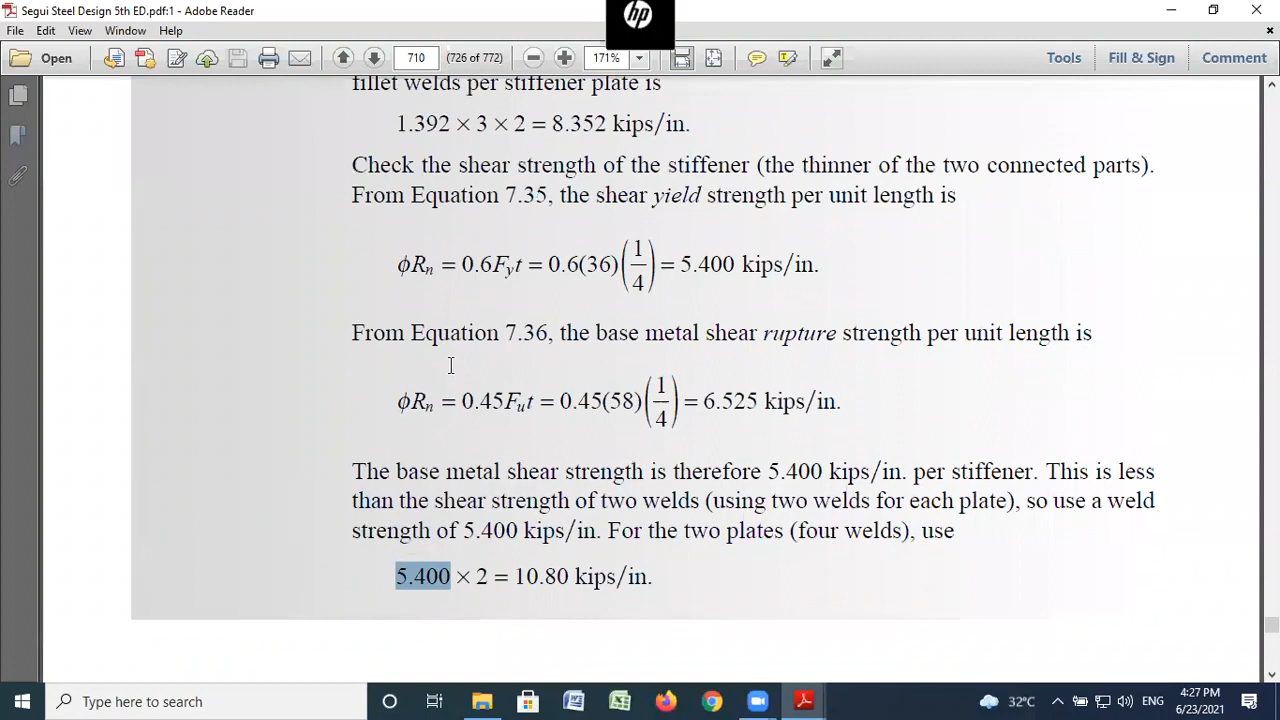 Segui Steel Design 5th ED.pdf:1 - Adobe Reader
hp
File Edit View Window Help
Open 710 (726 of 772) 171% Tools Fill & Sign Comment
fillet welds per stiffener plate is
1.392 × 3 × 2 = 8.352 kips/in.
Check the shear strength of the stiffener (the thinner of the two connected parts).
From Equation 7.35, the shear yield strength per unit length is
ϕRn = 0.6Fyt = 0.6(36)(1/4) = 5.400 kips/in.
From Equation 7.36, the base metal shear rupture strength per unit length is
ϕRn = 0.45Fut = 0.45(58)(1/4) = 6.525 kips/in.
The base metal shear strength is therefore 5.400 kips/in. per stiffener. This is less
than the shear strength of two welds (using two welds for each plate), so use a weld
strength of 5.400 kips/in. For the two plates (four welds), use
5.400 × 2 = 10.80 kips/in.
Type here to search
32°C
ENG
4:27 PM
6/23/2021